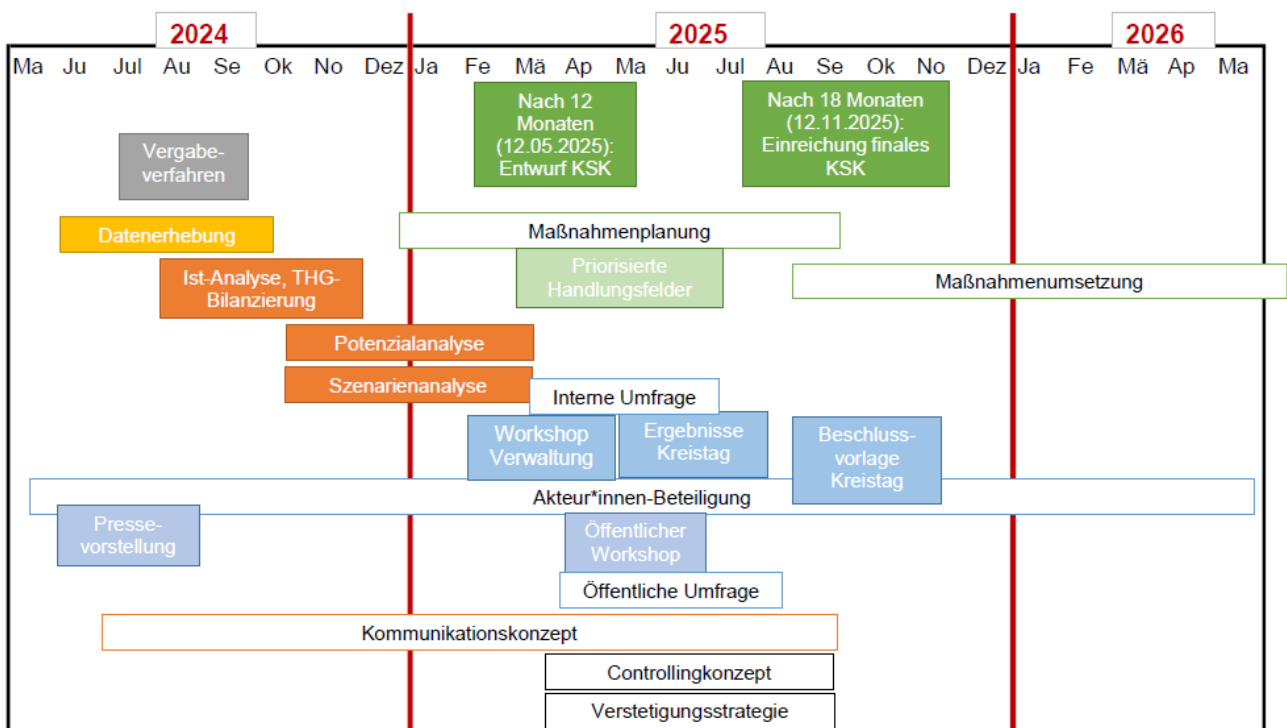 2024 2025 2026
Ma Ju Jul Au Se Ok No Dez Ja Fe Mä Ap Ma Ju Jul Au Se Ok No Dez Ja Fe Mä Ap Ma
Nach 12
Monaten
(12.05.2025):
Entwurf KSK
Nach 18 Monaten
(12.11.2025):
Einreichung finales
KSK
Vergabe-
verfahren
Datenerhebung
Maßnahmenplanung
Ist-Analyse, THG-
Bilanzierung
Priorisierte
Handlungsfelder
Maßnahmenumsetzung
Potenzialanalyse
Szenarienanalyse
Interne Umfrage
Workshop
Verwaltung
Ergebnisse
Kreistag
Beschluss-
vorlage
Kreistag
Akteur*innen-Beteiligung
Presse-
vorstellung
Öffentlicher
Workshop
Öffentliche Umfrage
Kommunikationskonzept
Controllingkonzept
Verstetigungsstrategie